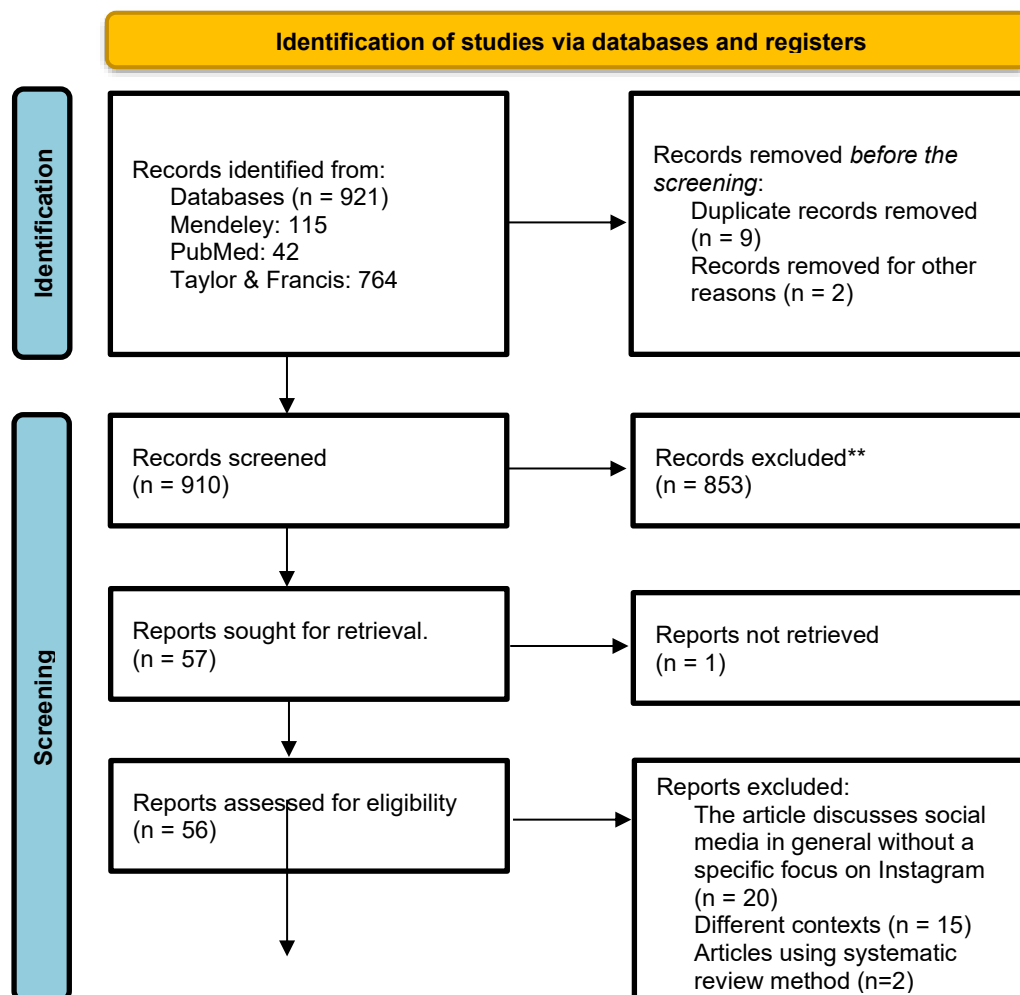 Identification of studies via databases and registers
Identification
Records identified from:
Databases (n = 921)
Mendeley: 115
PubMed: 42
Taylor & Francis: 764
Records removed before the
screening:
Duplicate records removed
(n = 9)
Records removed for other
reasons (n = 2)
Screening
Records screened
(n = 910)
Records excluded**
(n = 853)
Reports sought for retrieval.
(n = 57)
Reports not retrieved
(n = 1)
Reports assessed for eligibility
(n = 56)
Reports excluded:
The article discusses social
media in general without a
specific focus on Instagram
(n = 20)
Different contexts (n = 15)
Articles using systematic
review method (n=2)